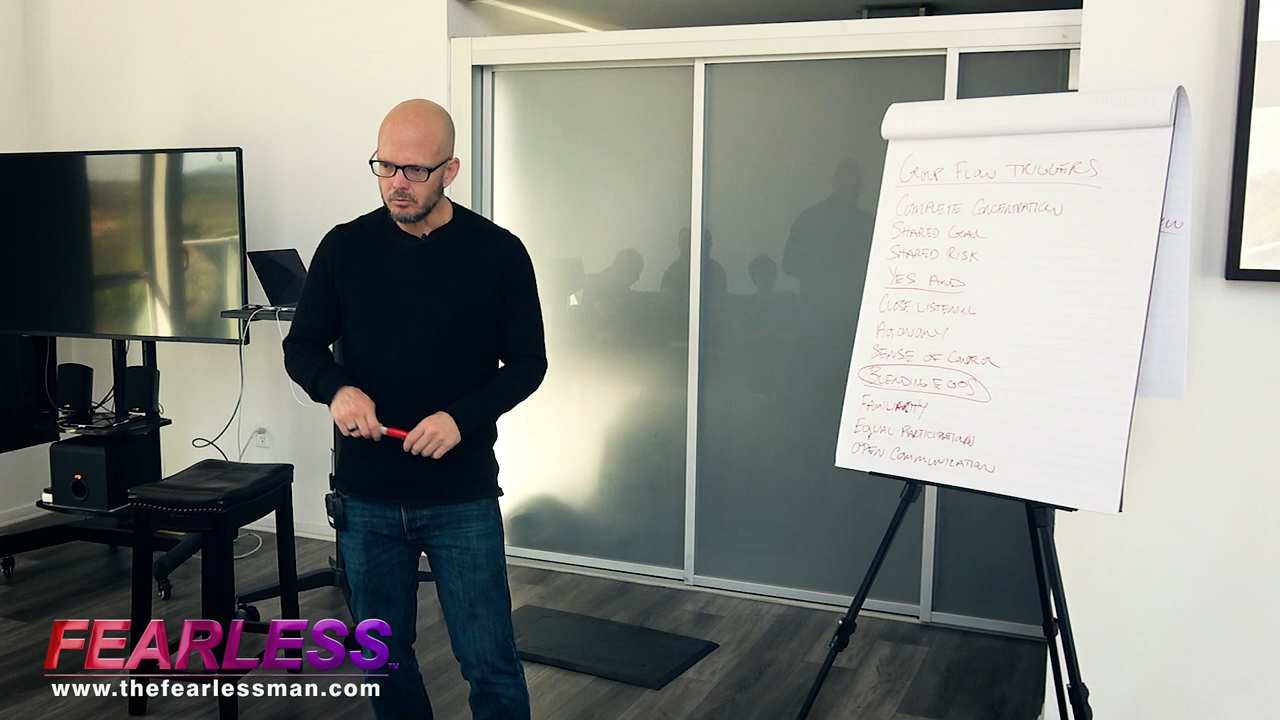 GROUP FLOW TRIGGERS
COMPLETE CONCENTRATION
SHARED GOAL
SHARED RISK
YES AND
CLOSE LISTENING
AUTONOMY
SENSE OF CONTROL
BLENDING EGOS
FAMILIARITY
EQUAL PARTICIPATION
OPEN COMMUNICATION
FEARLESS™
www.thefearlessman.com